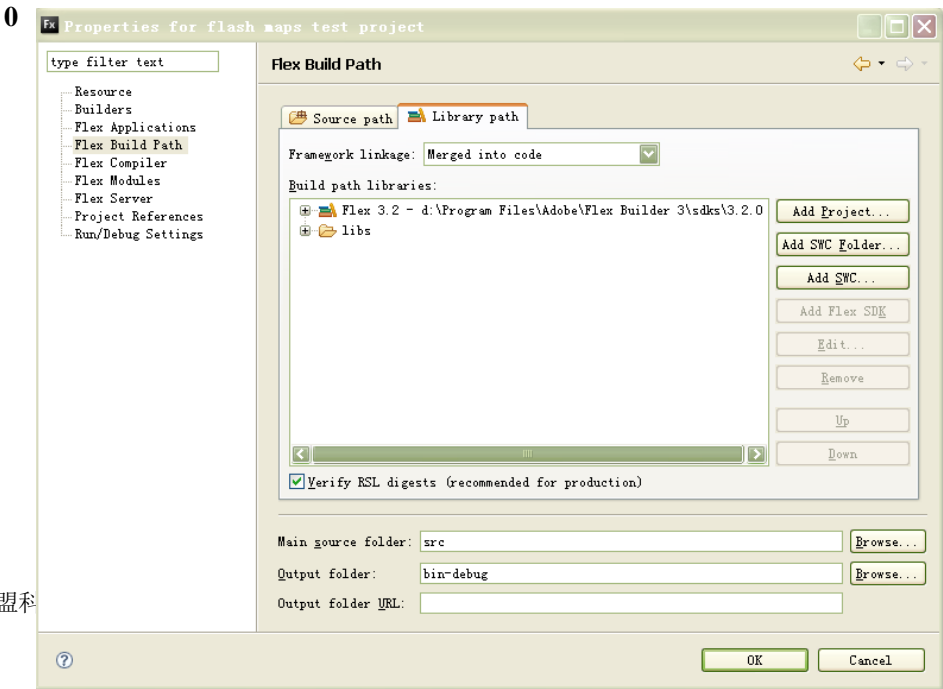 0
Fx Properties for flash maps test project
type filter text
Flex Build Path
Resource
Builders
Flex Applications
Flex Build Path
Flex Compiler
Flex Modules
Flex Server
Project References
Run/Debug Settings
Source path
Library path
Framework linkage: Merged into code
Build path libraries:
Flex 3.2 - d:\Program Files\Adobe\Flex Builder 3\sdks\3.2.0
libs
Add Project...
Add SWC Folder...
Add SWC...
Add Flex SDK
Edit...
Remove
Up
Down
Verify RSL digests (recommended for production)
Main source folder: src Browse...
Output folder: bin-debug Browse...
Output folder URL:
盟科
? OK Cancel